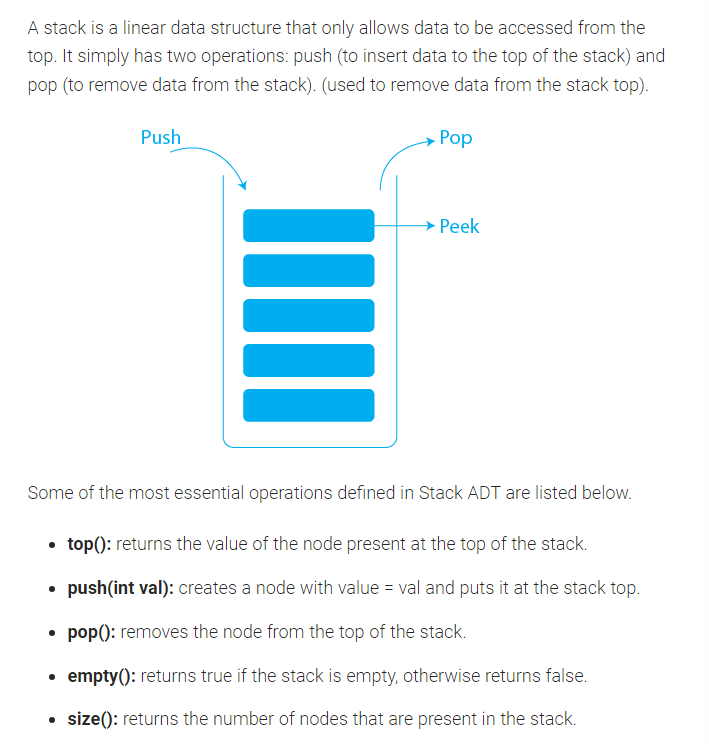 A stack is a linear data structure that only allows data to be accessed from the
top. It simply has two operations: push (to insert data to the top of the stack) and
pop (to remove data from the stack). (used to remove data from the stack top).
Push
Pop
Peek
Some of the most essential operations defined in Stack ADT are listed below.
• top(): returns the value of the node present at the top of the stack.
• push(int val): creates a node with value = val and puts it at the stack top.
• pop(): removes the node from the top of the stack.
• empty(): returns true if the stack is empty, otherwise returns false.
• size(): returns the number of nodes that are present in the stack.